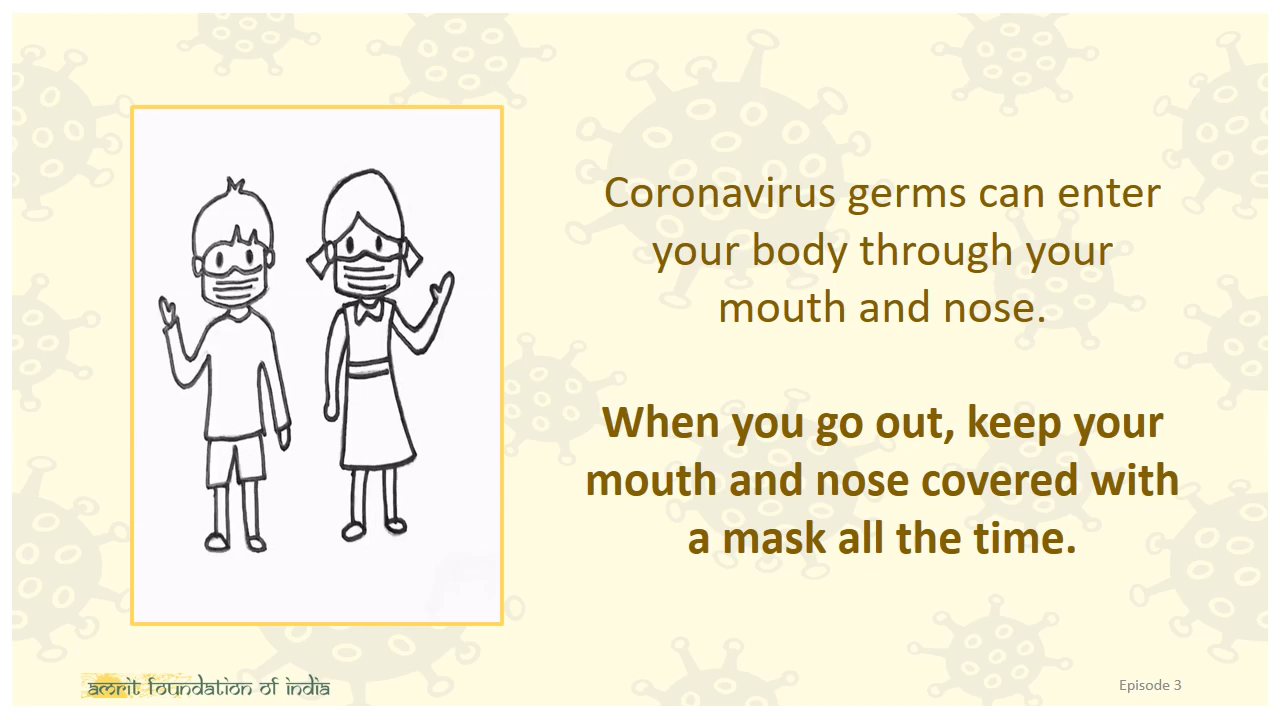 Coronavirus germs can enter
your body through your
mouth and nose.
When you go out, keep your
mouth and nose covered with
a mask all the time.
amrit foundation of india
Episode 3